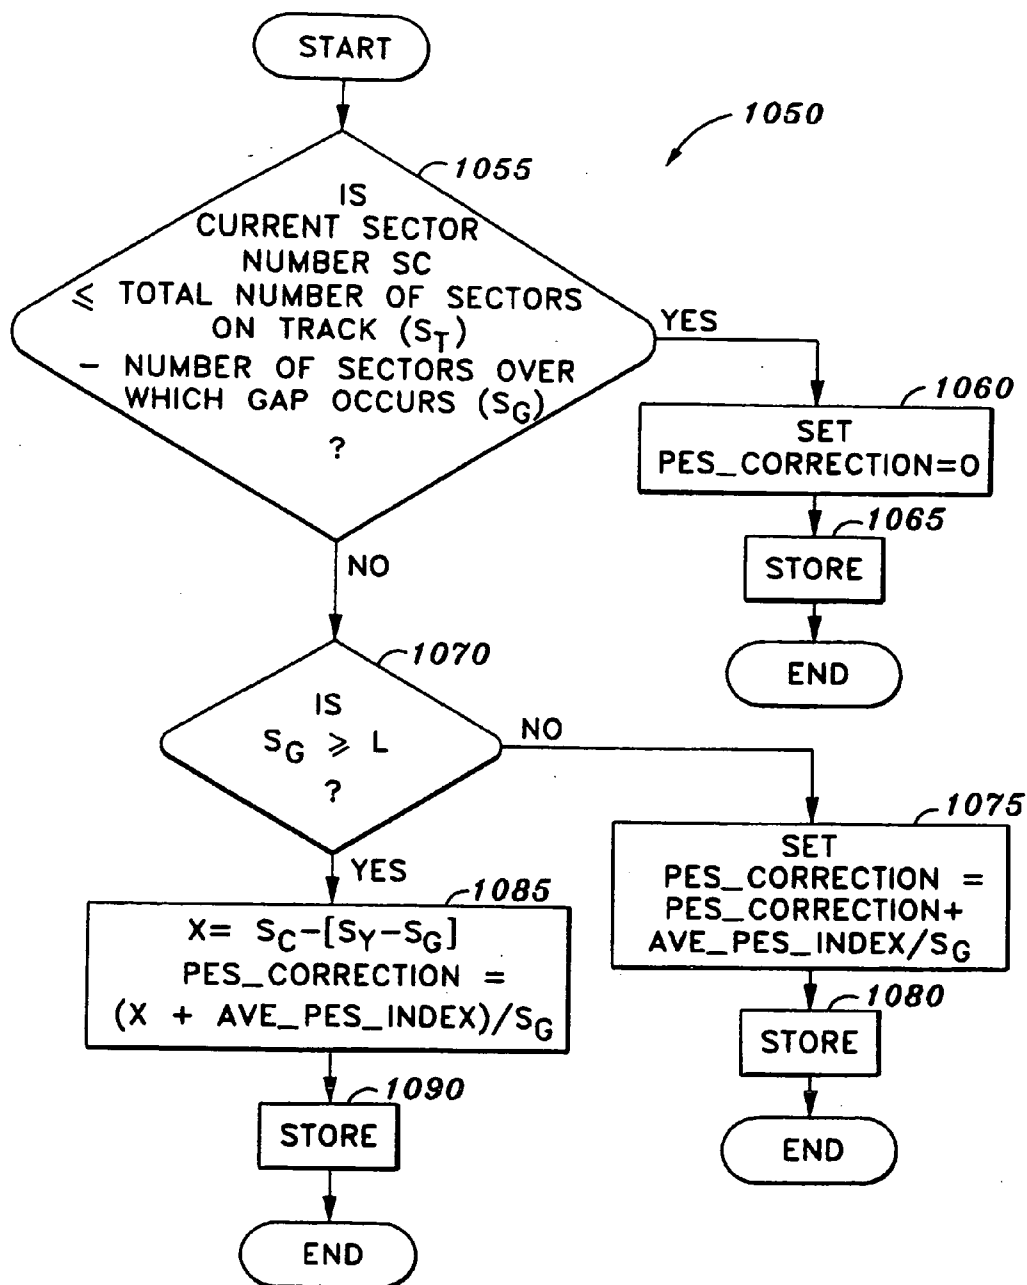 START
1050
1055
IS
CURRENT SECTOR
NUMBER SC
≤ TOTAL NUMBER OF SECTORS
ON TRACK (S_T)
- NUMBER OF SECTORS OVER
WHICH GAP OCCURS (S_G)
?
YES
1060
SET
PES_CORRECTION=0
1065
STORE
END
NO
1070
IS
S_G ≥ L
?
NO
1075
SET
PES_CORRECTION =
PES_CORRECTION+
AVE_PES_INDEX/S_G
1080
STORE
END
YES
1085
X= S_C-[S_Y-S_G]
PES_CORRECTION =
(X + AVE_PES_INDEX)/S_G
1090
STORE
END